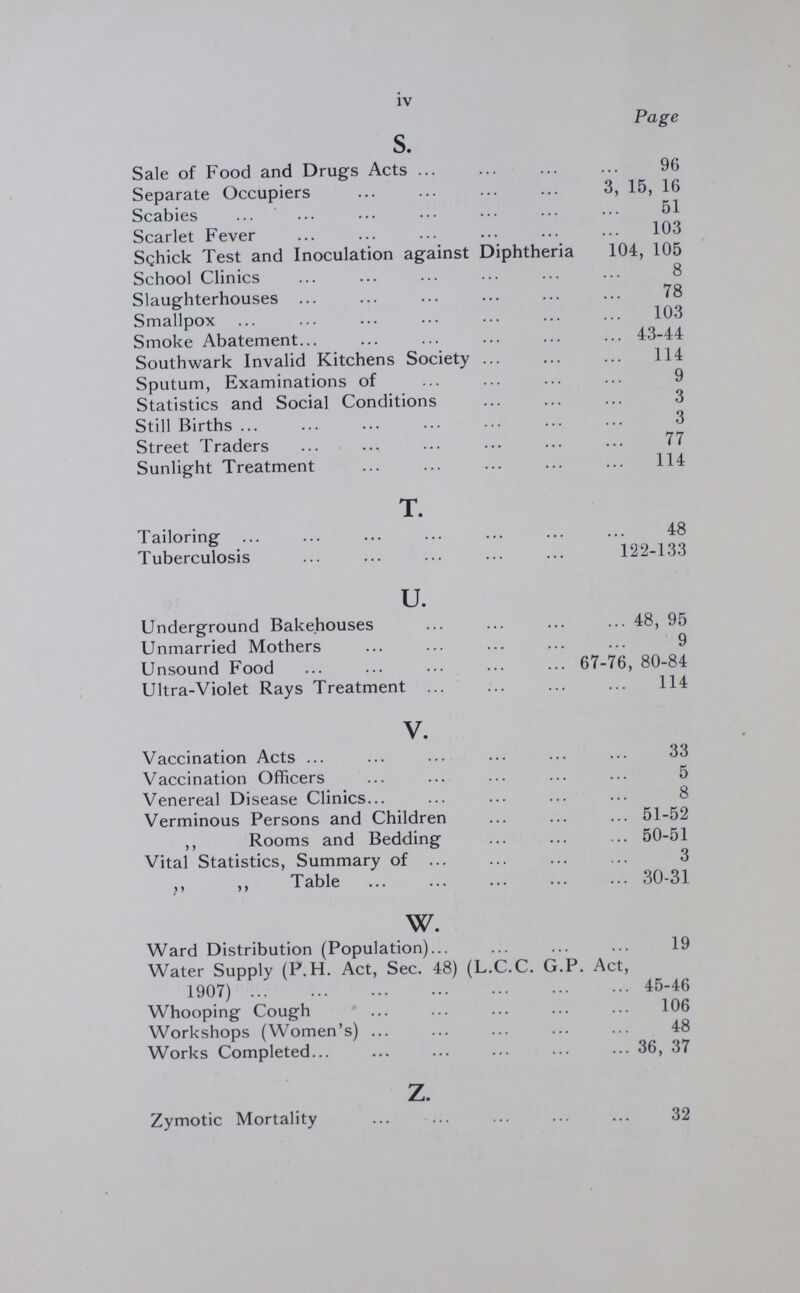 iv
Page
S.
Sale of Food and Drugs Acts ... ... ... ... 96
Separate Occupiers ... ... ... ... 3, 15, 16
Scabies ... ... ... ... ... ... ... 51
Scarlet Fever ... ... ... ... ... ... 103
Schick Test and Inoculation against Diphtheria 104, 105
School Clinics ... ... ... ... ... ... 8
Slaughterhouses ... ... ... ... ... ... 78
Smallpox ... ... ... ... ... ... ... 103
Smoke Abatement... ... ... ... ... ... 43-44
Southwark Invalid Kitchens Society ... ... ... 114
Sputum, Examinations of ... ... ... ... 9
Statistics and Social Conditions ... ... ... 3
Still Births ... ... ... ... ... ... ... 3
Street Traders ... ... ... ... ... ... 77
Sunlight Treatment ... ... ... ... ... 114
T.
Tailoring ... ... ... ... ... ... ... 48
Tuberculosis ... ... ... ... ... 122-133
U.
Underground Bakehouses ... ... ... ... 48, 95
Unmarried Mothers ... ... ... ... ... 9
Unsound Food ... ... ... ... ... 67-76, 80-84
Ultra-Violet Rays Treatment ... ... ... ... 114
V.
Vaccination Acts ... ... ... ... ... ... 33
Vaccination Officers ... ... ... ... ... 5
Venereal Disease Clinics... ... ... ... ... 8
Verminous Persons and Children ... ... ... 51-52
,, Rooms and Bedding ... ... ... 50-51
Vital Statistics, Summary of ... ... ... ... 3
,, ,, Table ... ... ... ... ... 30-31
W.
Ward Distribution (Population)... ... ... ... 19
Water Supply (P.H. Act, Sec. 48) (L.C.C. G.P. Act,
1907) ... ... ... ... ... ... ... 45-46
Whooping Cough ... ... ... ... ... 106
Workshops (Women's) ... ... ... ... ... 48
Works Completed... ... ... ... ... ... 36, 37
Z.
Zymotic Mortality ... ... ... ... ... 32